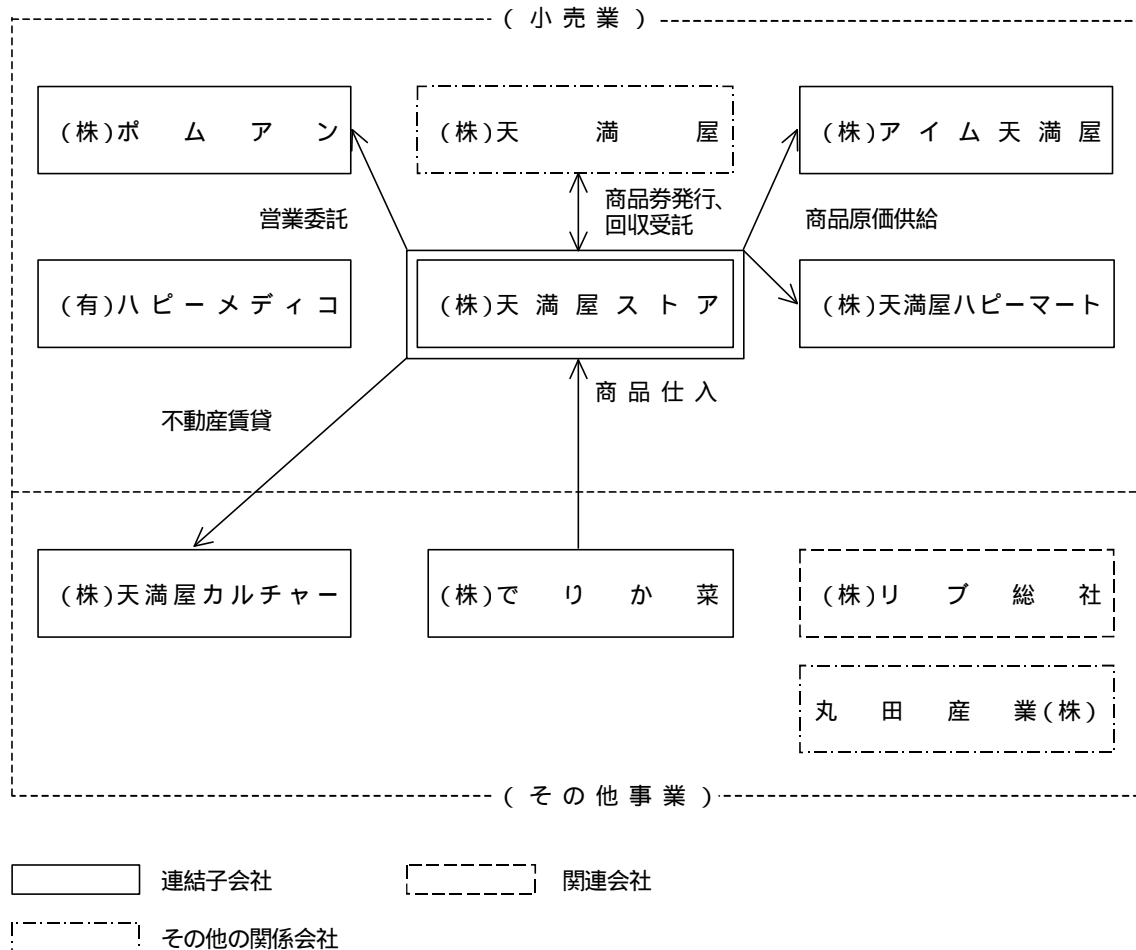 (小売業)
(株)ポムアン
(株)天満屋
(株)アイム天満屋
営業委託
商品券発行、
回収受託
商品原価供給
(有)ハピーメディコ
(株)天満屋ストア
(株)天満屋ハピーマート
不動産賃貸
商品仕入
(株)天満屋カルチャー
(株)でりか菜
(株)リブ総社
丸田産業(株)
(その他事業)
連結子会社
関連会社
その他の関係会社